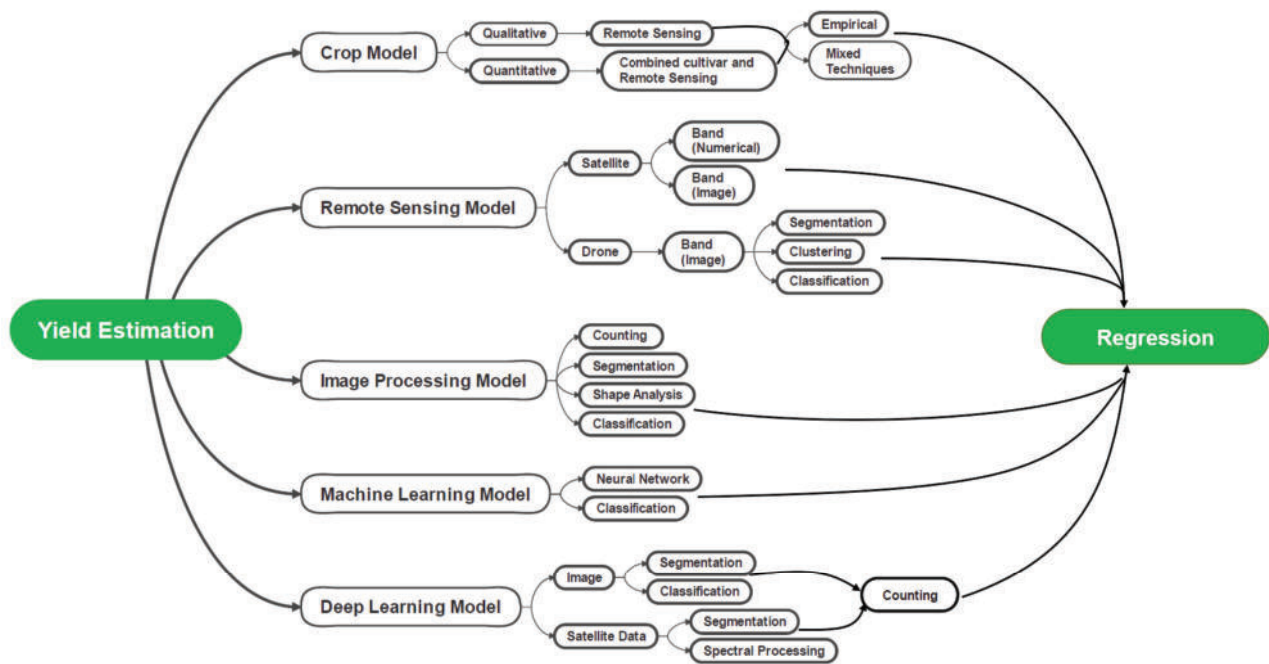 Yield Estimation
Crop Model
Qualitative
Remote Sensing
Quantitative
Combined cultivar and
Remote Sensing
Empirical
Mixed
Techniques
Remote Sensing Model
Satellite
Band
(Numerical)
Band
(Image)
Drone
Band
(Image)
Segmentation
Clustering
Classification
Image Processing Model
Counting
Segmentation
Shape Analysis
Classification
Machine Learning Model
Neural Network
Classification
Deep Learning Model
Image
Segmentation
Classification
Satellite Data
Segmentation
Spectral Processing
Counting
Regression